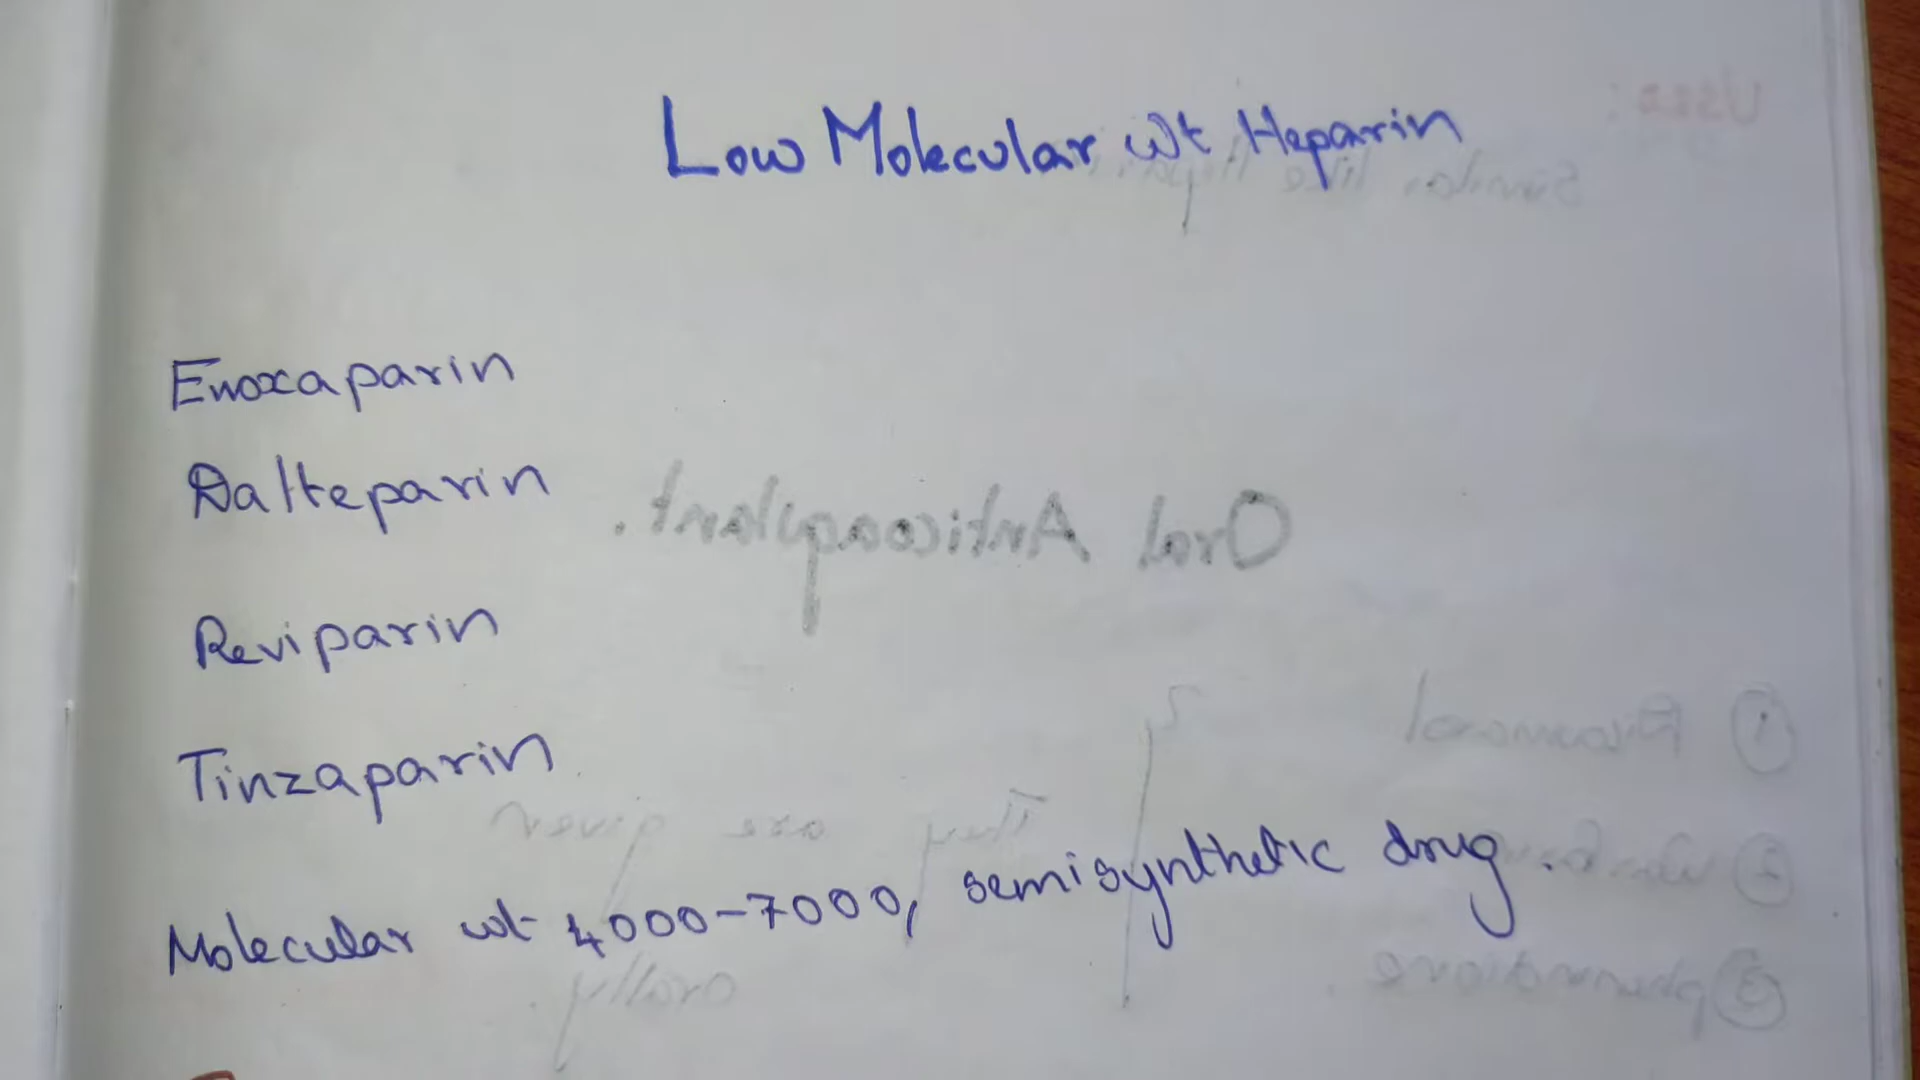 Low Molecular wt Heparin
Enoxaparin
Dalteparin
Reviparin
Tinzaparin
Molecular wt 4000-7000, semisynthetic drug.